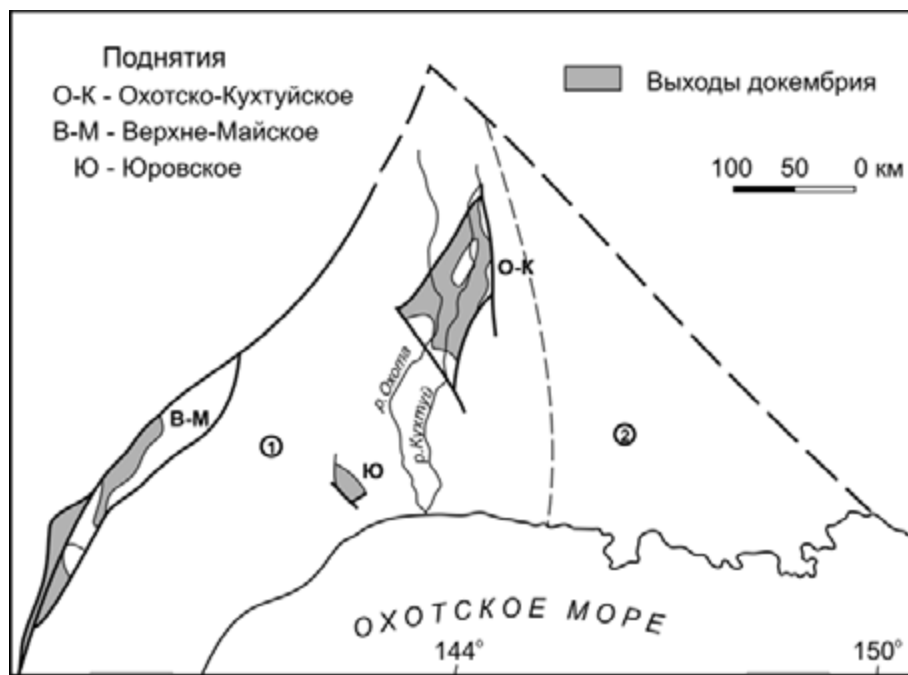 Поднятия
О-К - Охотско-Кухтуйское
В-М - Верхне-Майское
Ю - Юровское
Выходы докембрия
100 50 0 км
О-К
р. Охота
р.Кухтуй
В-М
1
2
Ю
ОХОТСКОЕ МОРЕ
144°
150°